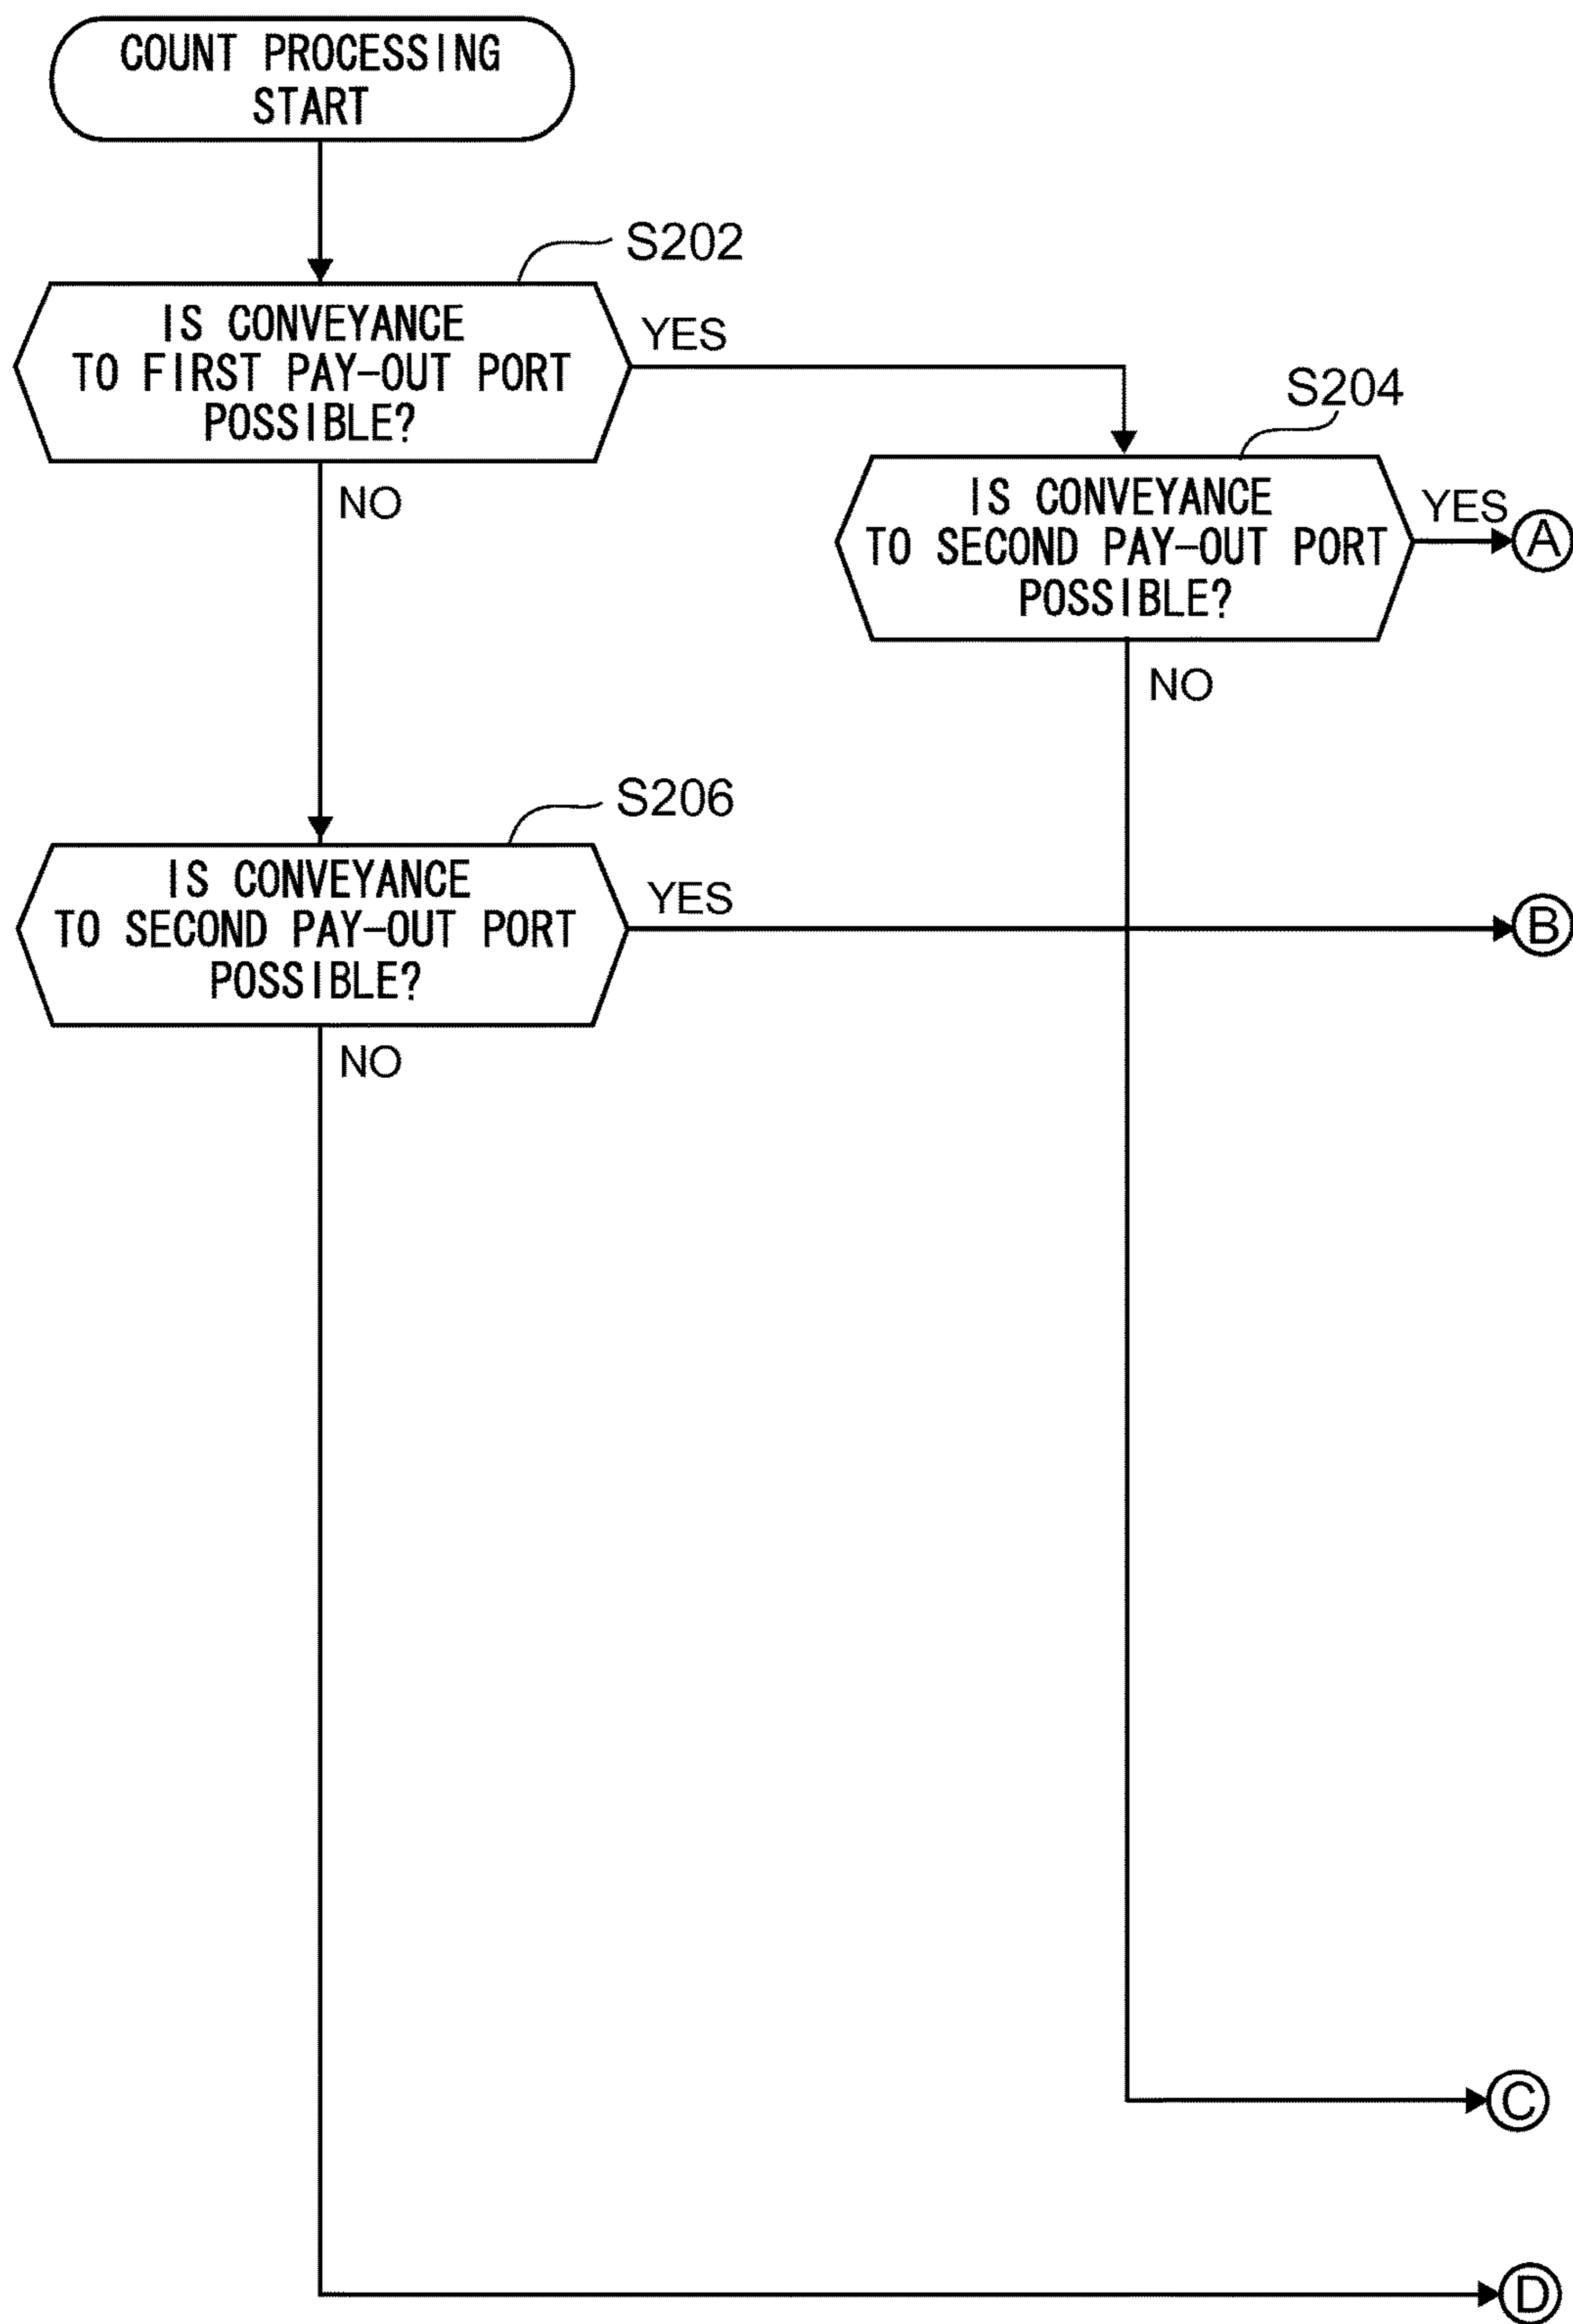 COUNT PROCESSING
START
S202
IS CONVEYANCE
TO FIRST PAY-OUT PORT
POSSIBLE?
YES
NO
S204
IS CONVEYANCE
TO SECOND PAY-OUT PORT
POSSIBLE?
YES
A
NO
S206
IS CONVEYANCE
TO SECOND PAY-OUT PORT
POSSIBLE?
YES
B
NO
C
D